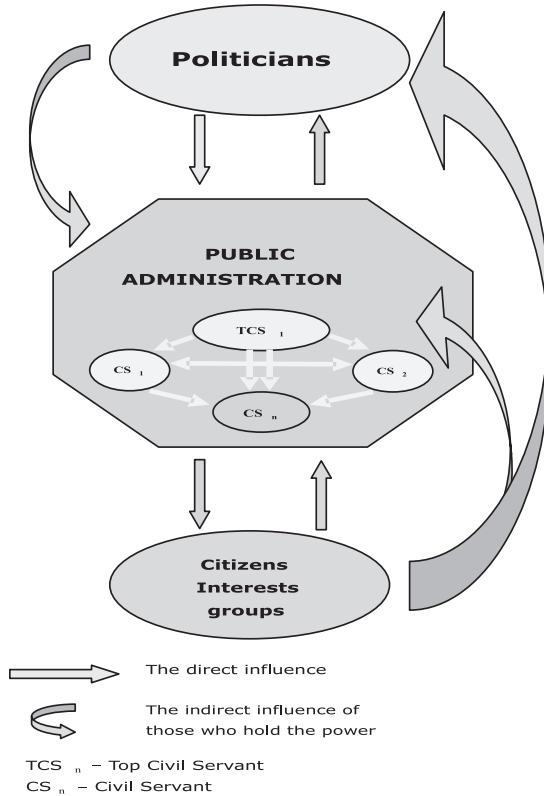 Politicians
PUBLIC
ADMINISTRATION
TCS 1
CS 1
CS 2
CS n
Citizens
Interests
groups
The direct influence
The indirect influence of
those who hold the power
TCS n – Top Civil Servant
CS n – Civil Servant